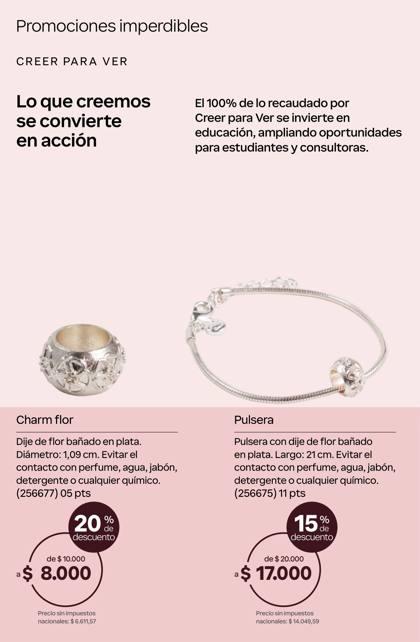 Promociones imperdibles
CREER PARA VER
Lo que creemos
se convierte
en acción
El 100% de lo recaudado por
Creer para Ver se invierte en
educación, ampliando oportunidades
para estudiantes y consultoras.
Charm flor
Dije de flor bañado en plata.
Diámetro: 1,09 cm. Evitar el
contacto con perfume, agua, jabón,
detergente o cualquier químico.
(256677) 05 pts
20 % de
descuento
de $ 10.000
a $ 8.000
Precio sin impuestos
nacionales: $ 6.611,57
Pulsera
Pulsera con dije de flor bañado
en plata. Largo: 21 cm. Evitar el
contacto con perfume, agua, jabón,
detergente o cualquier químico.
(256675) 11 pts
15 % de
descuento
de $ 20.000
a $ 17.000
Precio sin impuestos
nacionales: $ 14.049,59